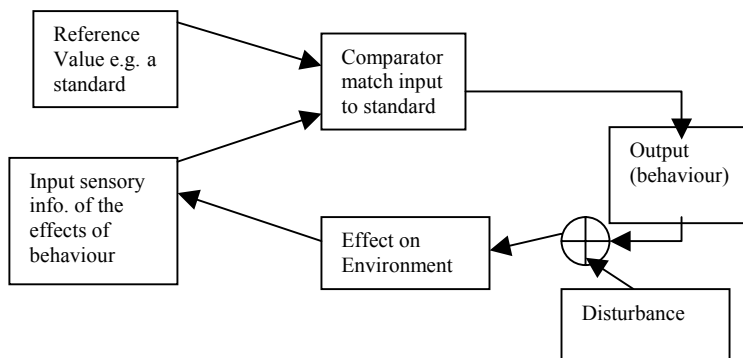 Reference
Value e.g. a
standard
Comparator
match input
to standard
Output
(behaviour)
Input sensory
info. of the
effects of
behaviour
Effect on
Environment
Disturbance